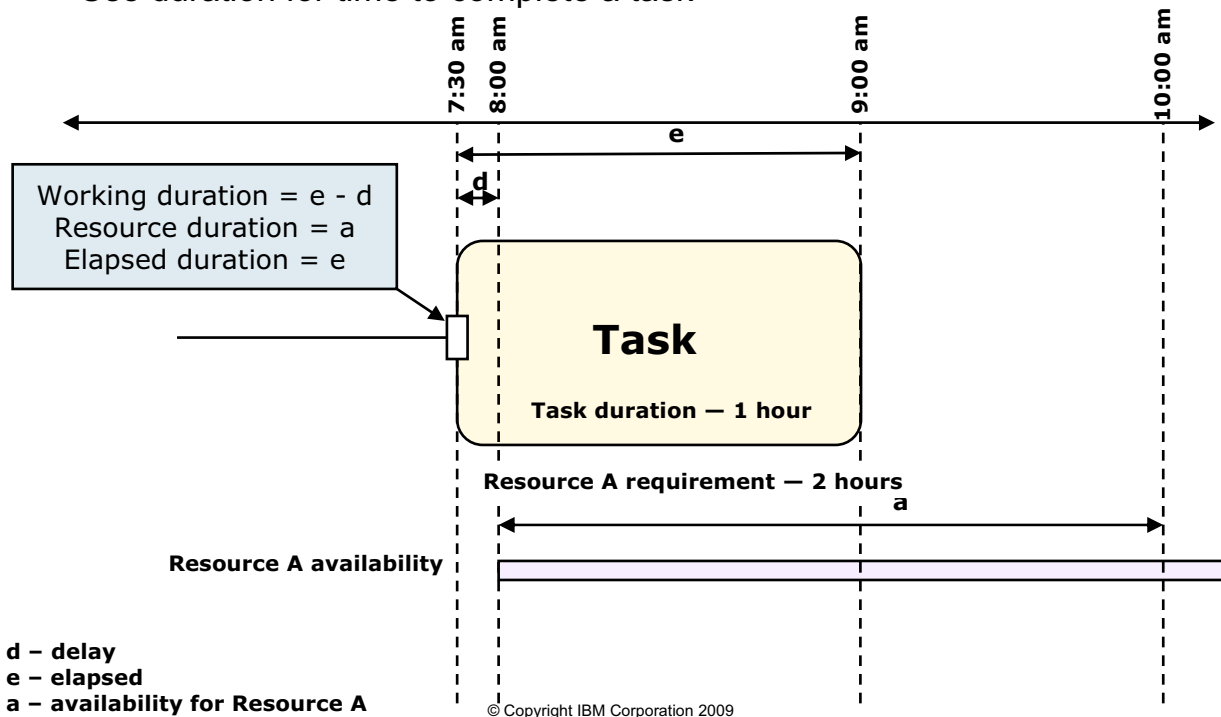 Use duration for time to complete a task
7:30 am
8:00 am
9:00 am
10:00 am
e
d
Working duration = e - d
Resource duration = a
Elapsed duration = e
Task
Task duration — 1 hour
Resource A requirement — 2 hours
a
Resource A availability
d – delay
e – elapsed
a – availability for Resource A
© Copyright IBM Corporation 2009